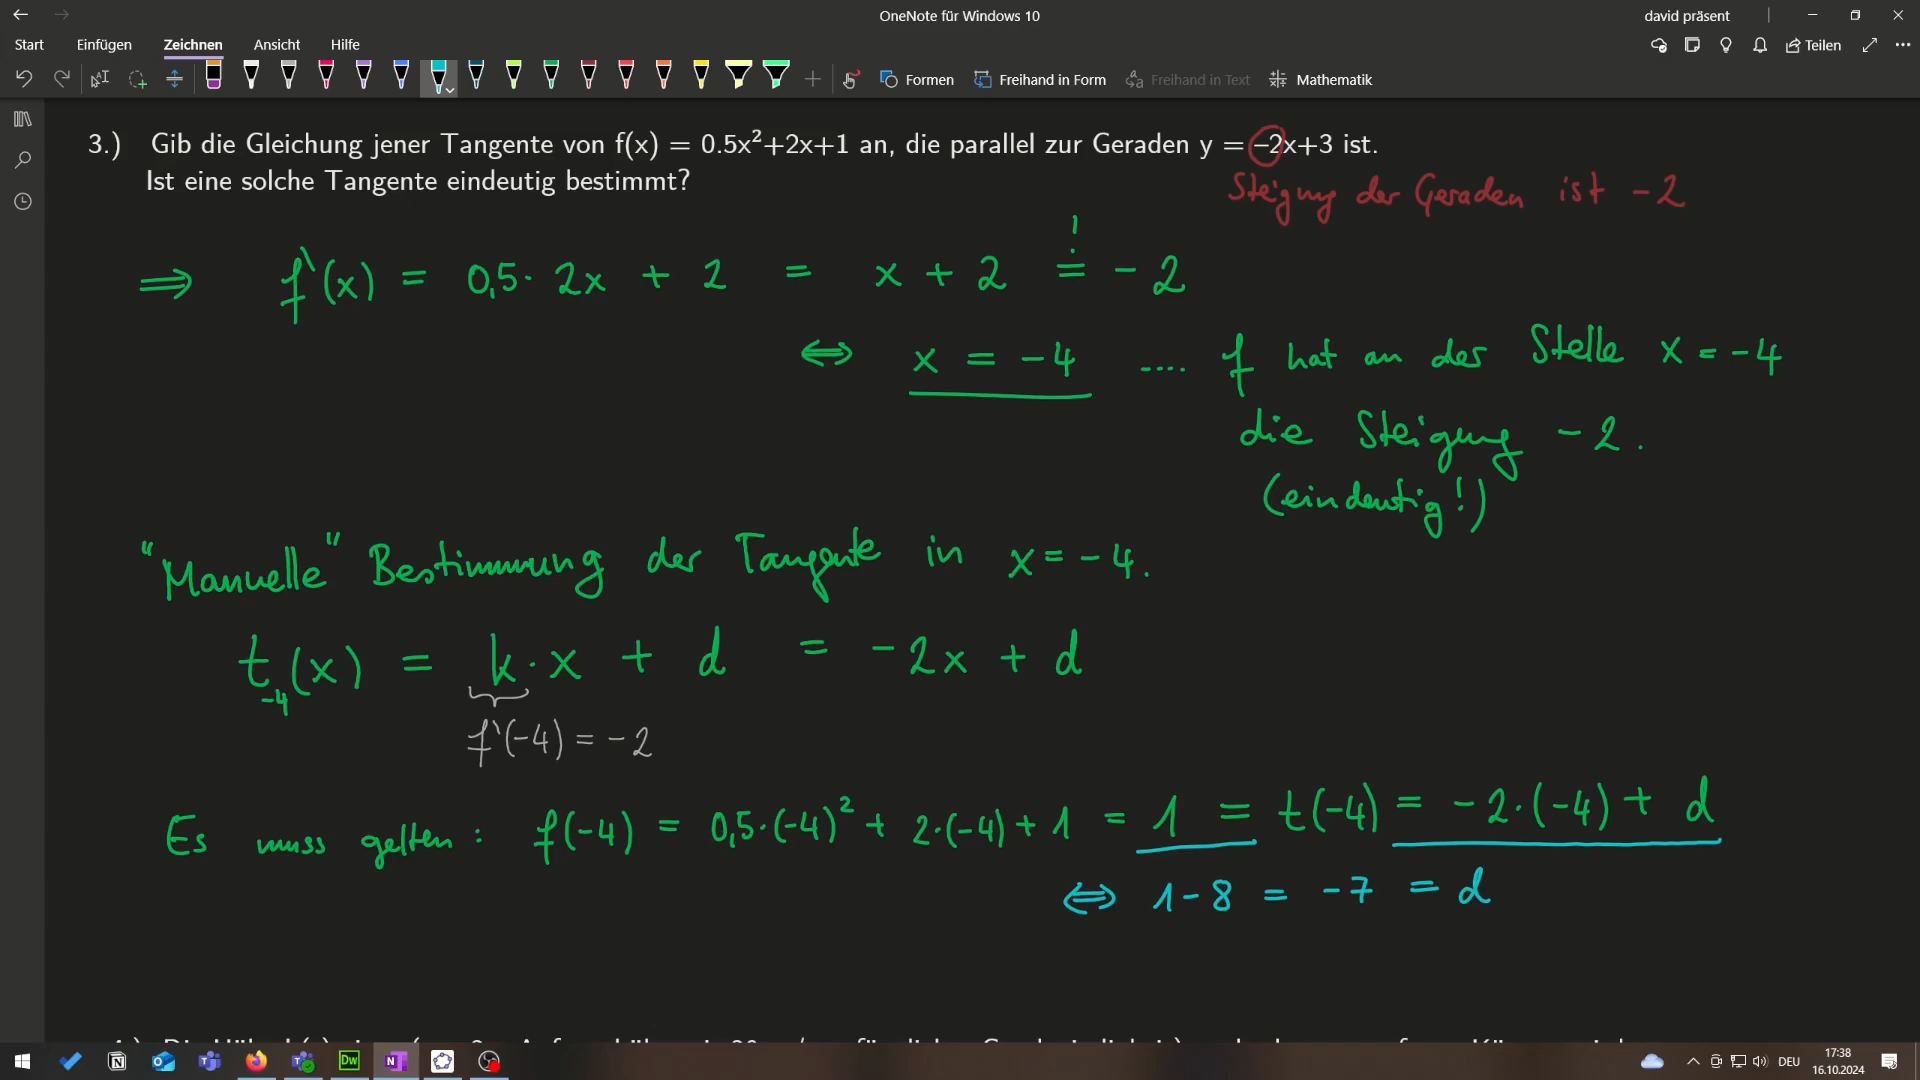 OneNote für Windows 10
david präsent
Start Einfügen Zeichnen Ansicht Hilfe
Teilen
Formen Freihand in Form Freihand in Text Mathematik
3.) Gib die Gleichung jener Tangente von f(x) = 0.5x²+2x+1 an, die parallel zur Geraden y = −2x+3 ist.
Ist eine solche Tangente eindeutig bestimmt?
Steigung der Geraden ist -2
!
⇒ f'(x) = 0,5 · 2x + 2 = x + 2 = -2
⇔ x = -4 .... f hat an der Stelle x = -4
die Steigung -2.
(eindeutig!)
"Manuelle" Bestimmung der Tangente in x = -4.
t₋₄(x) = k · x + d = -2x + d
f'(-4) = -2
Es muss gelten: f(-4) = 0,5·(-4)² + 2·(-4) + 1 = 1 = t(-4) = -2·(-4) + d
⇔ 1 - 8 = -7 = d
DEU
17:38
16.10.2024